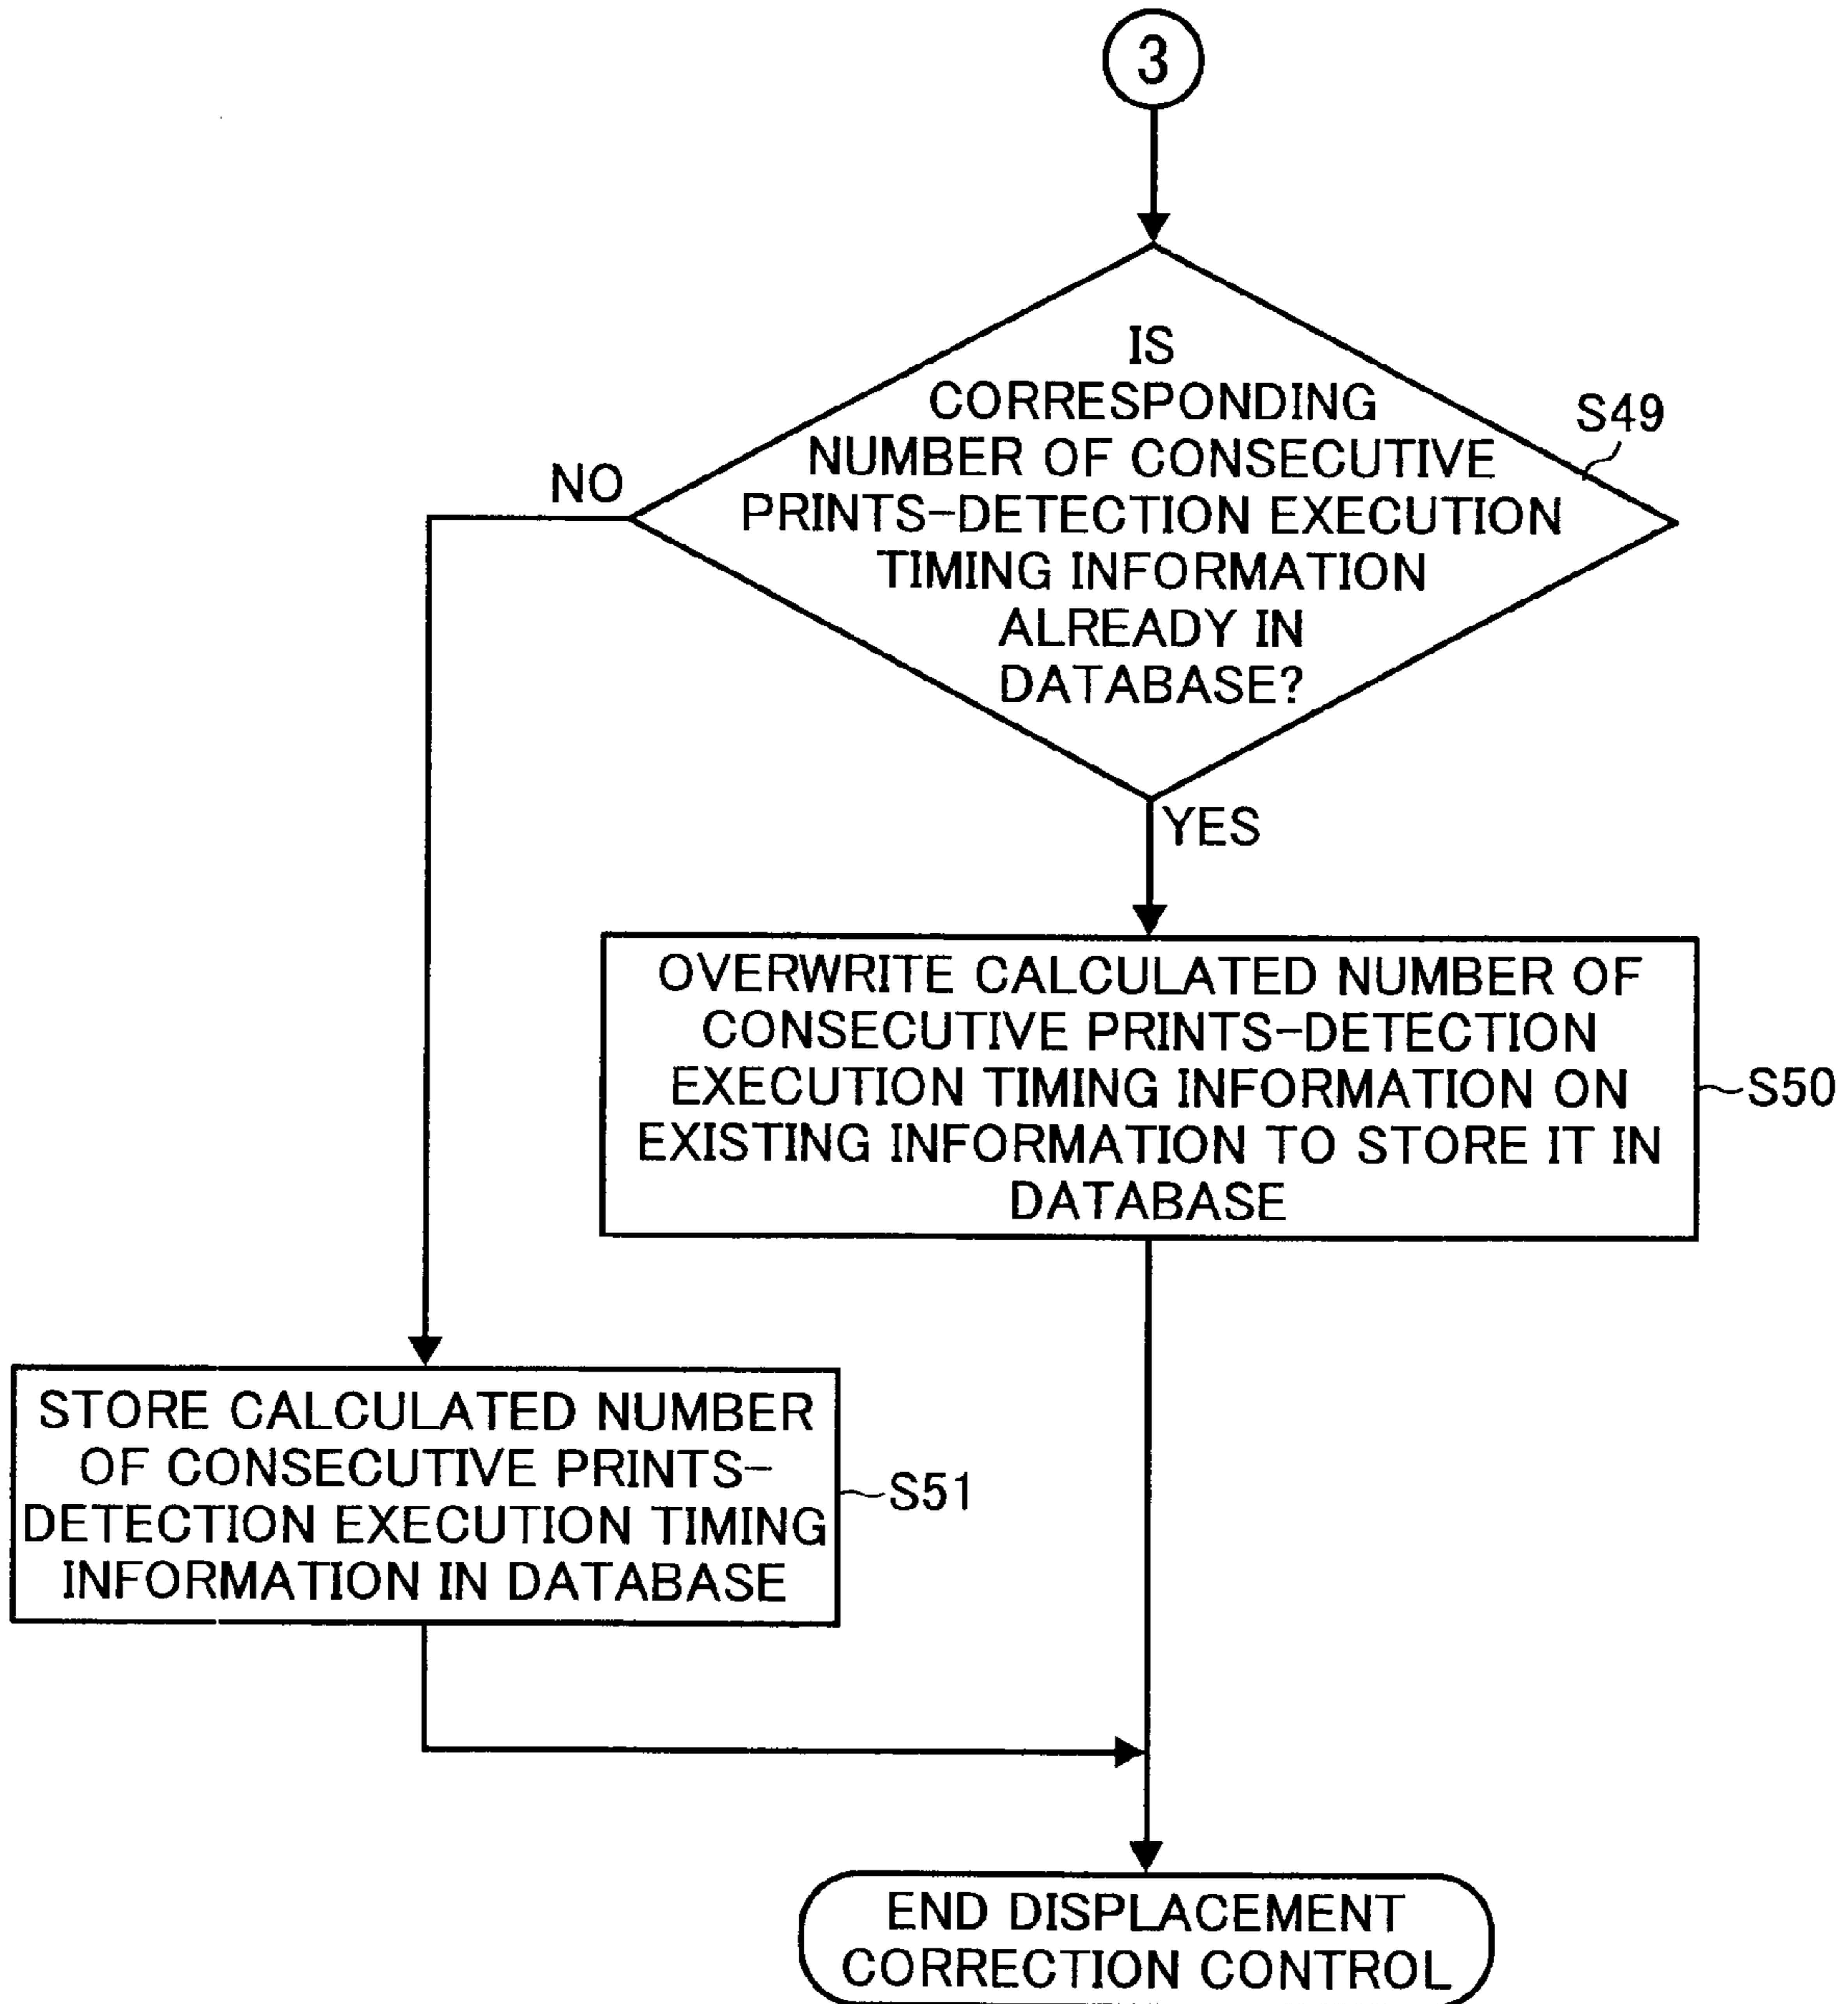 3
IS
CORRESPONDING
NUMBER OF CONSECUTIVE
PRINTS-DETECTION EXECUTION
TIMING INFORMATION
ALREADY IN
DATABASE?
S49
NO
YES
OVERWRITE CALCULATED NUMBER OF
CONSECUTIVE PRINTS-DETECTION
EXECUTION TIMING INFORMATION ON
EXISTING INFORMATION TO STORE IT IN
DATABASE
S50
STORE CALCULATED NUMBER
OF CONSECUTIVE PRINTS-
DETECTION EXECUTION TIMING
INFORMATION IN DATABASE
S51
END DISPLACEMENT
CORRECTION CONTROL